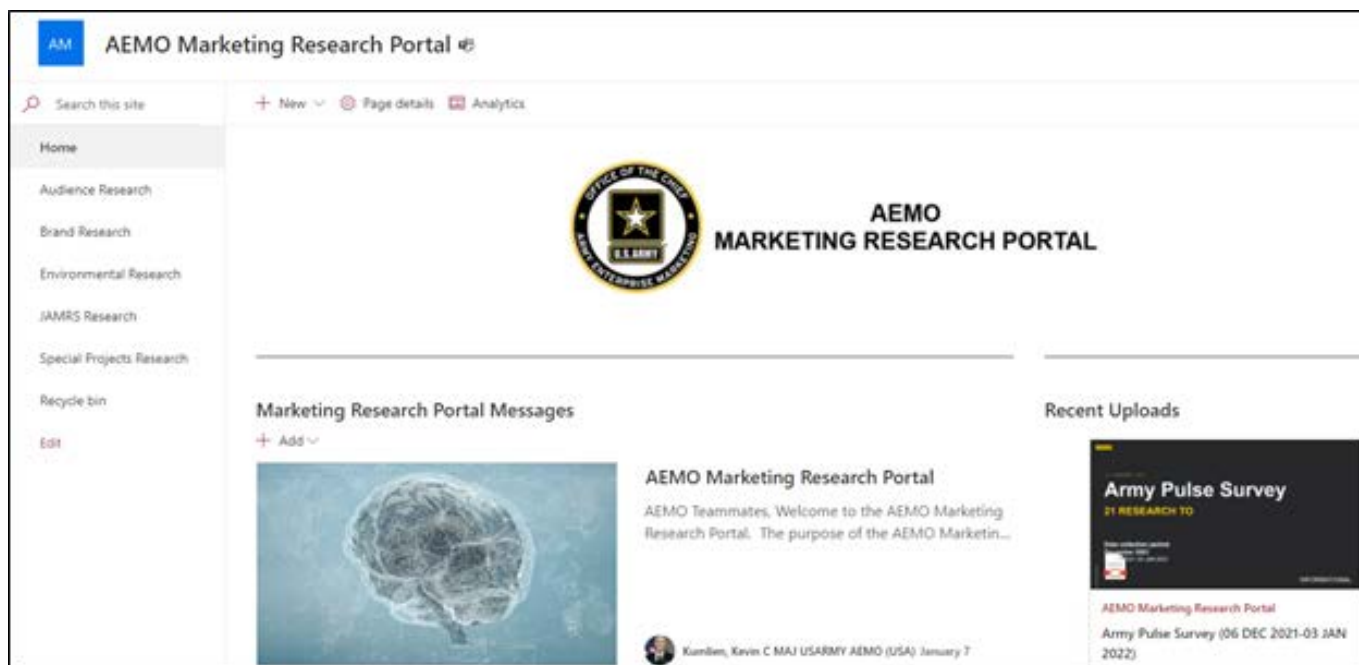 AM
AEMO Marketing Research Portal
Search this site
+ New
Page details
Analytics
Home
Audience Research
Brand Research
Environmental Research
JAMRS Research
Special Projects Research
Recycle bin
Edit
OFFICE OF THE CHIEF
ARMY ENTERPRISE MARKETING
U.S. ARMY
AEMO
MARKETING RESEARCH PORTAL
Marketing Research Portal Messages
+ Add
AEMO Marketing Research Portal
AEMO Teammates, Welcome to the AEMO Marketing
Research Portal. The purpose of the AEMO Marketin...
Kumlien, Kevin C MAJ USARMY AEMO (USA) January 7
Recent Uploads
Army Pulse Survey
21 RESEARCH TO
Data collection period
AEMO Marketing Research Portal
Army Pulse Survey (06 DEC 2021-03 JAN
2022)